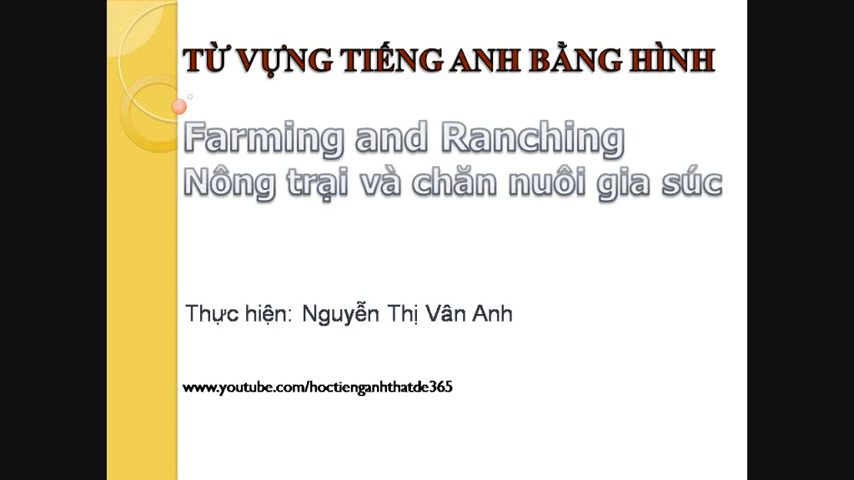 TỪ VỰNG TIẾNG ANH BẰNG HÌNH
Farming and Ranching
Nông trại và chăn nuôi gia súc
Thực hiện: Nguyễn Thị Vân Anh
www.youtube.com/hoctienganhthatde365